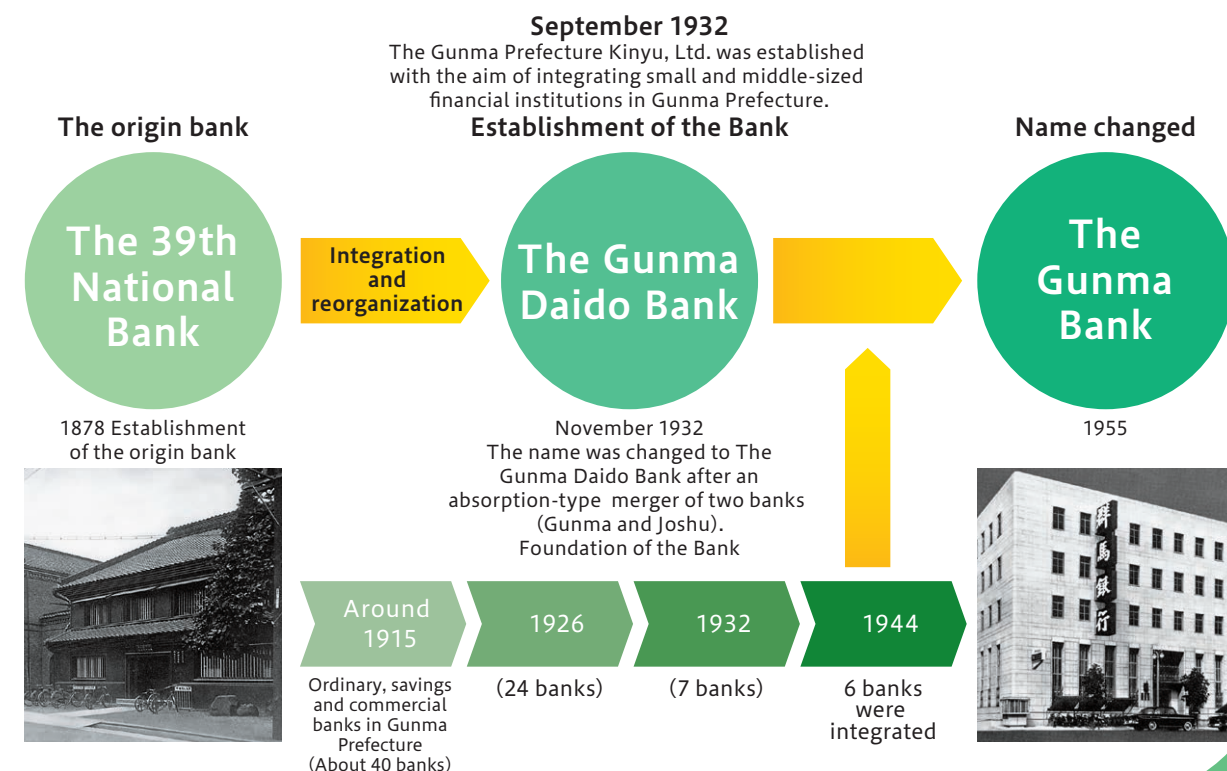 September 1932
The Gunma Prefecture Kinyu, Ltd. was established
with the aim of integrating small and middle-sized
financial institutions in Gunma Prefecture.
The origin bank
Establishment of the Bank
Name changed
The 39th
National
Bank
Integration
and
reorganization
The Gunma
Daido Bank
The
Gunma
Bank
1878 Establishment
of the origin bank
November 1932
The name was changed to The
Gunma Daido Bank after an
absorption-type merger of two banks
(Gunma and Joshu).
Foundation of the Bank
1955
群馬銀行
Around
1915
1926
1932
1944
Ordinary, savings
and commercial
banks in Gunma
Prefecture
(About 40 banks)
(24 banks)
(7 banks)
6 banks
were
integrated